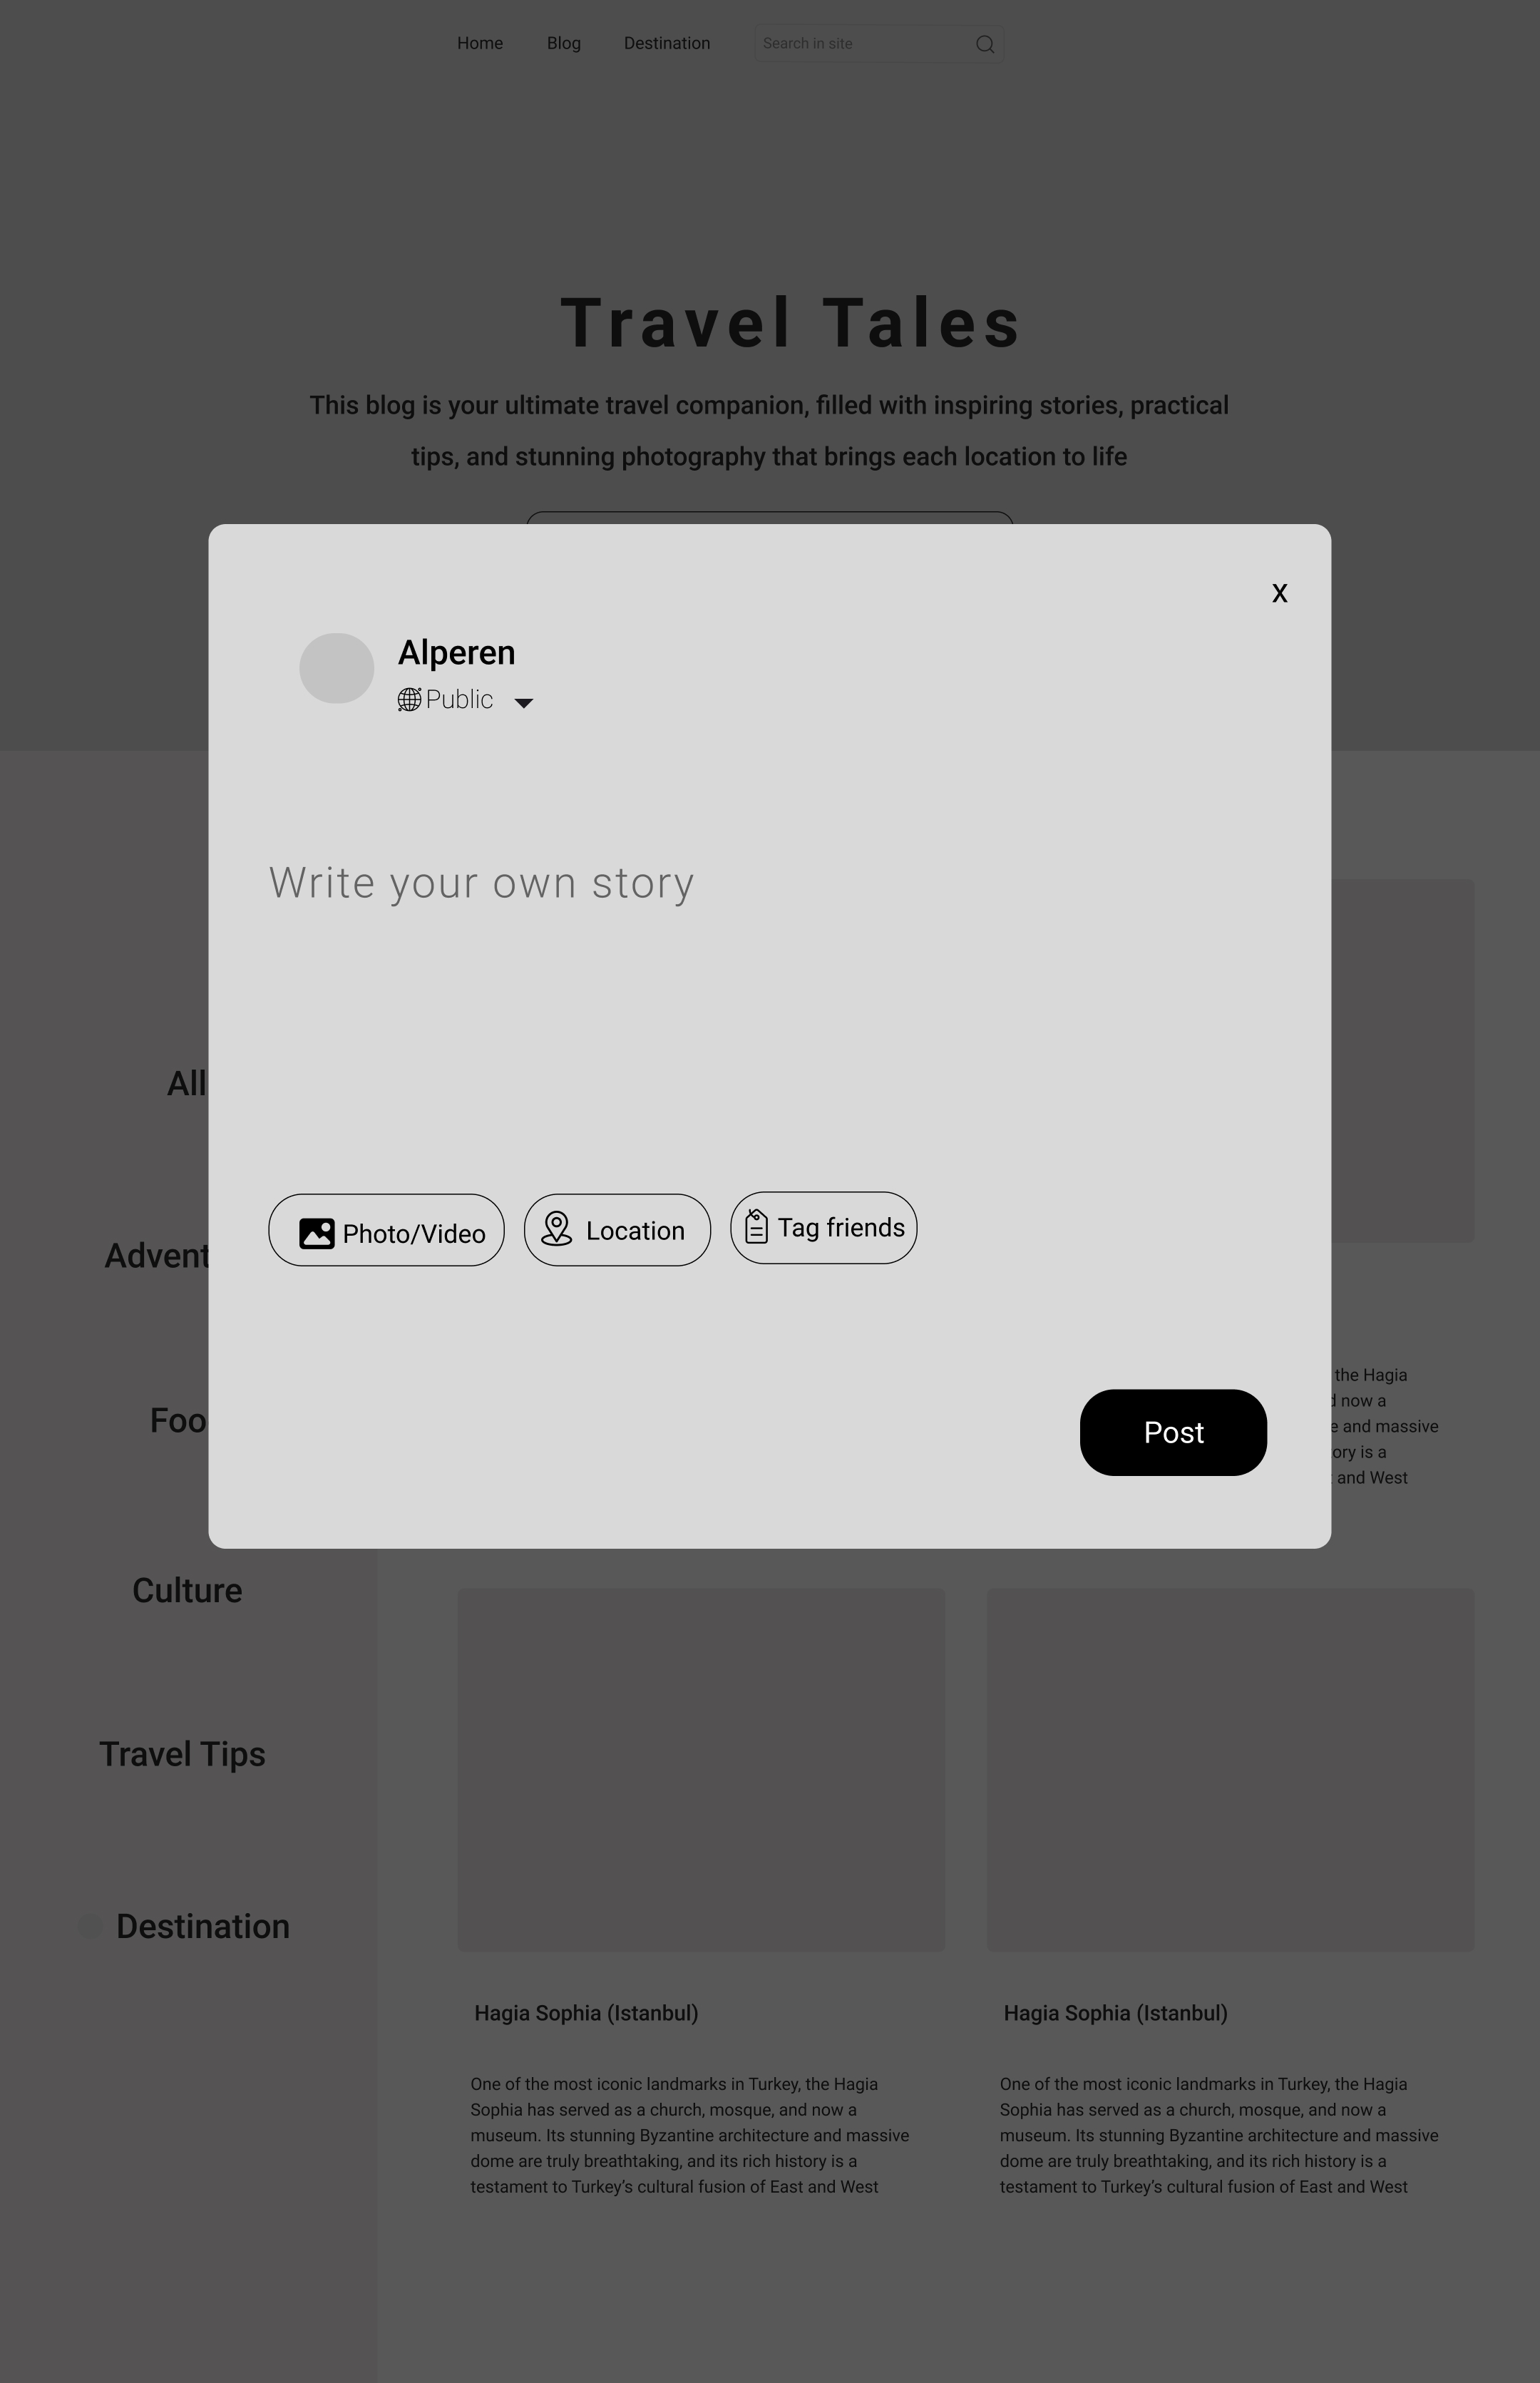 Home Blog Destination Search in site
Travel Tales
This blog is your ultimate travel companion, filled with inspiring stories, practical
tips, and stunning photography that brings each location to life
X
Alperen
Public
Write your own story
Photo/Video Location Tag friends
Post
All
Advent
Foo
Culture
Travel Tips
Destination
the Hagia
now a
and massive
ory is a
and West
Hagia Sophia (Istanbul)
One of the most iconic landmarks in Turkey, the Hagia
Sophia has served as a church, mosque, and now a
museum. Its stunning Byzantine architecture and massive
dome are truly breathtaking, and its rich history is a
testament to Turkey’s cultural fusion of East and West
Hagia Sophia (Istanbul)
One of the most iconic landmarks in Turkey, the Hagia
Sophia has served as a church, mosque, and now a
museum. Its stunning Byzantine architecture and massive
dome are truly breathtaking, and its rich history is a
testament to Turkey’s cultural fusion of East and West